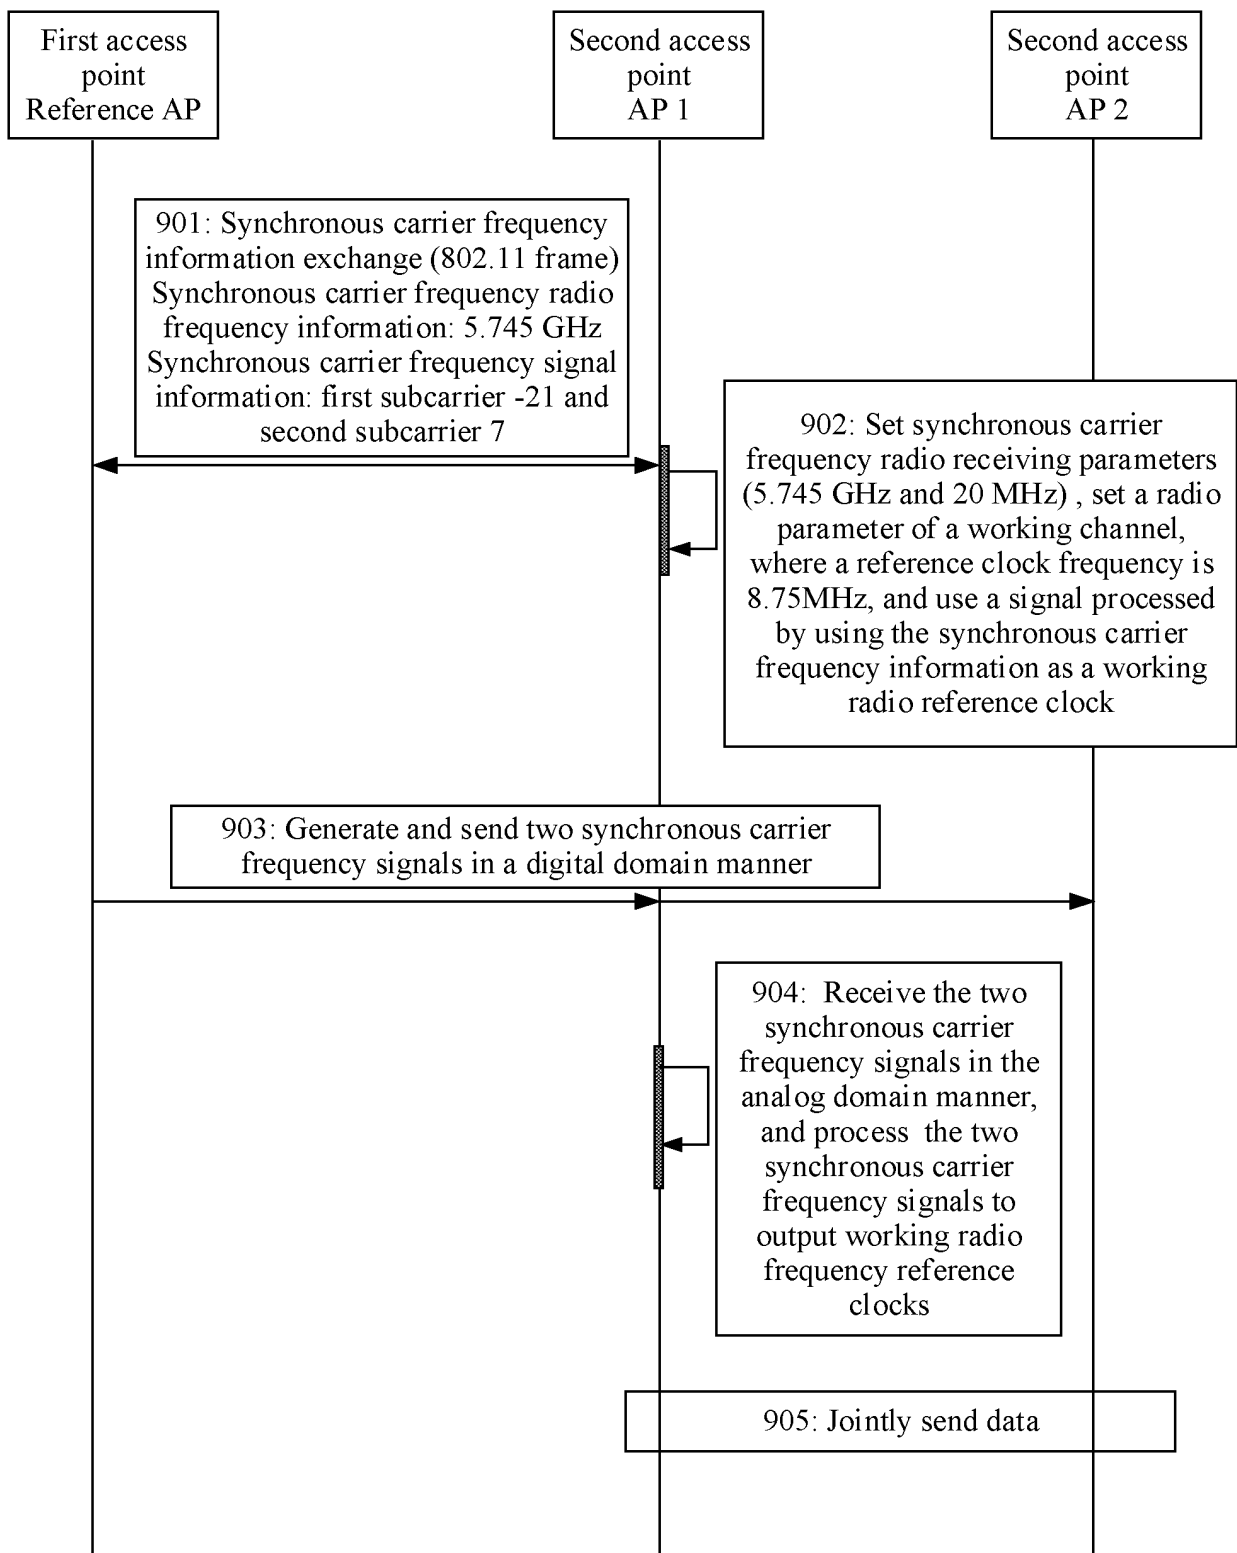 First access
point
Reference AP
Second access
point
AP 1
Second access
point
AP 2
901: Synchronous carrier frequency
information exchange (802.11 frame)
Synchronous carrier frequency radio
frequency information: 5.745 GHz
Synchronous carrier frequency signal
information: first subcarrier -21 and
second subcarrier 7
902: Set synchronous carrier
frequency radio receiving parameters
(5.745 GHz and 20 MHz) , set a radio
parameter of a working channel,
where a reference clock frequency is
8.75MHz, and use a signal processed
by using the synchronous carrier
frequency information as a working
radio reference clock
903: Generate and send two synchronous carrier
frequency signals in a digital domain manner
904: Receive the two
synchronous carrier
frequency signals in the
analog domain manner,
and process the two
synchronous carrier
frequency signals to
output working radio
frequency reference
clocks
905: Jointly send data